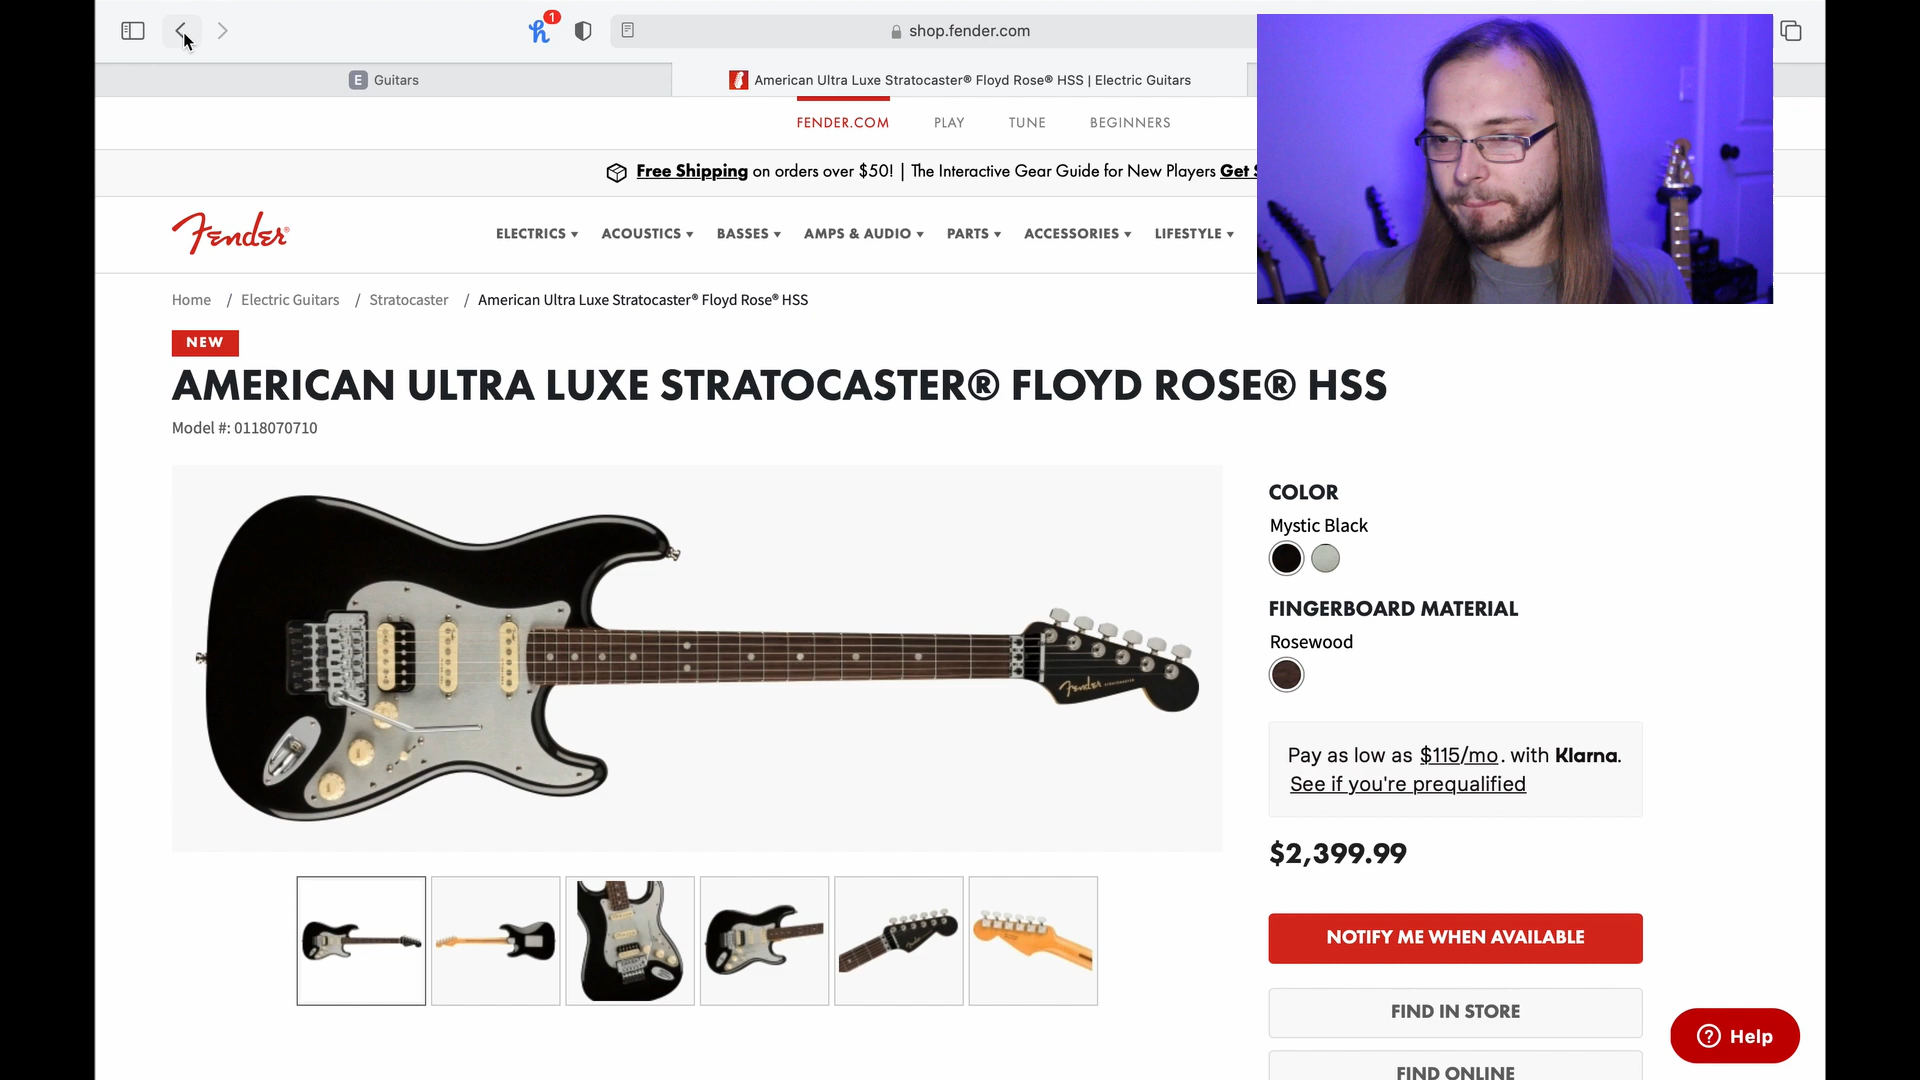 1
shop.fender.com
E Guitars
American Ultra Luxe Stratocaster® Floyd Rose® HSS | Electric Guitars
FENDER.COM PLAY TUNE BEGINNERS
Free Shipping on orders over $50! | The Interactive Gear Guide for New Players Get
Fender®
ELECTRICS ACOUSTICS BASSES AMPS & AUDIO PARTS ACCESSORIES LIFESTYLE
Home / Electric Guitars / Stratocaster / American Ultra Luxe Stratocaster® Floyd Rose® HSS
NEW
AMERICAN ULTRA LUXE STRATOCASTER® FLOYD ROSE® HSS
Model #: 0118070710
Fender
COLOR
Mystic Black
FINGERBOARD MATERIAL
Rosewood
Pay as low as $115/mo. with Klarna.
See if you're prequalified
$2,399.99
NOTIFY ME WHEN AVAILABLE
FIND IN STORE
FIND ONLINE
? Help